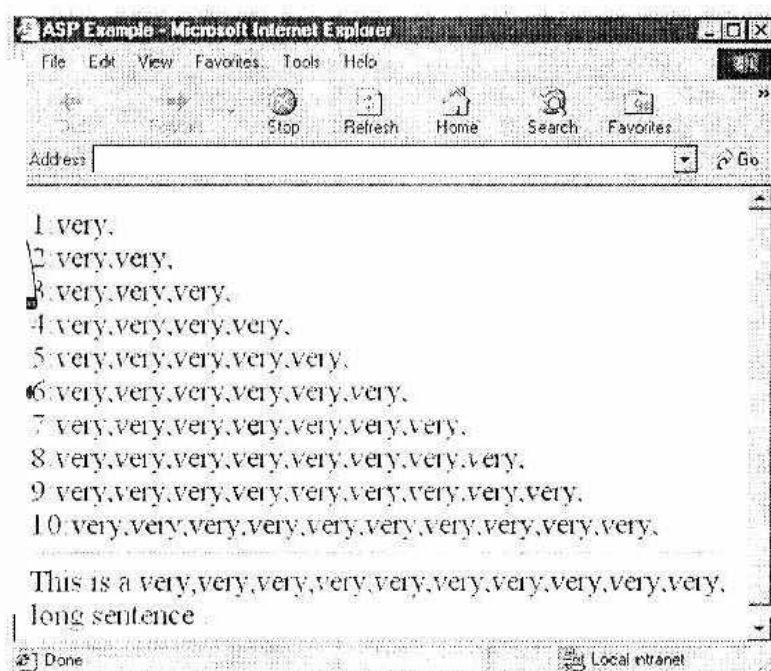 ASP Example - Microsoft Internet Explorer
File Edit View Favorites Tools Help
Stop Refresh Home Search Favorites »
Address Go
1:very,
2:very,very,
3:very,very,very,
4:very,very,very,very,
5:very,very,very,very,very,
6:very,very,very,very,very,very,
7:very,very,very,very,very,very,very,
8:very,very,very,very,very,very,very,very,
9:very,very,very,very,very,very,very,very,very,
10:very,very,very,very,very,very,very,very,very,very,
This is a very,very,very,very,very,very,very,very,very,very,
long sentence
Done Local intranet